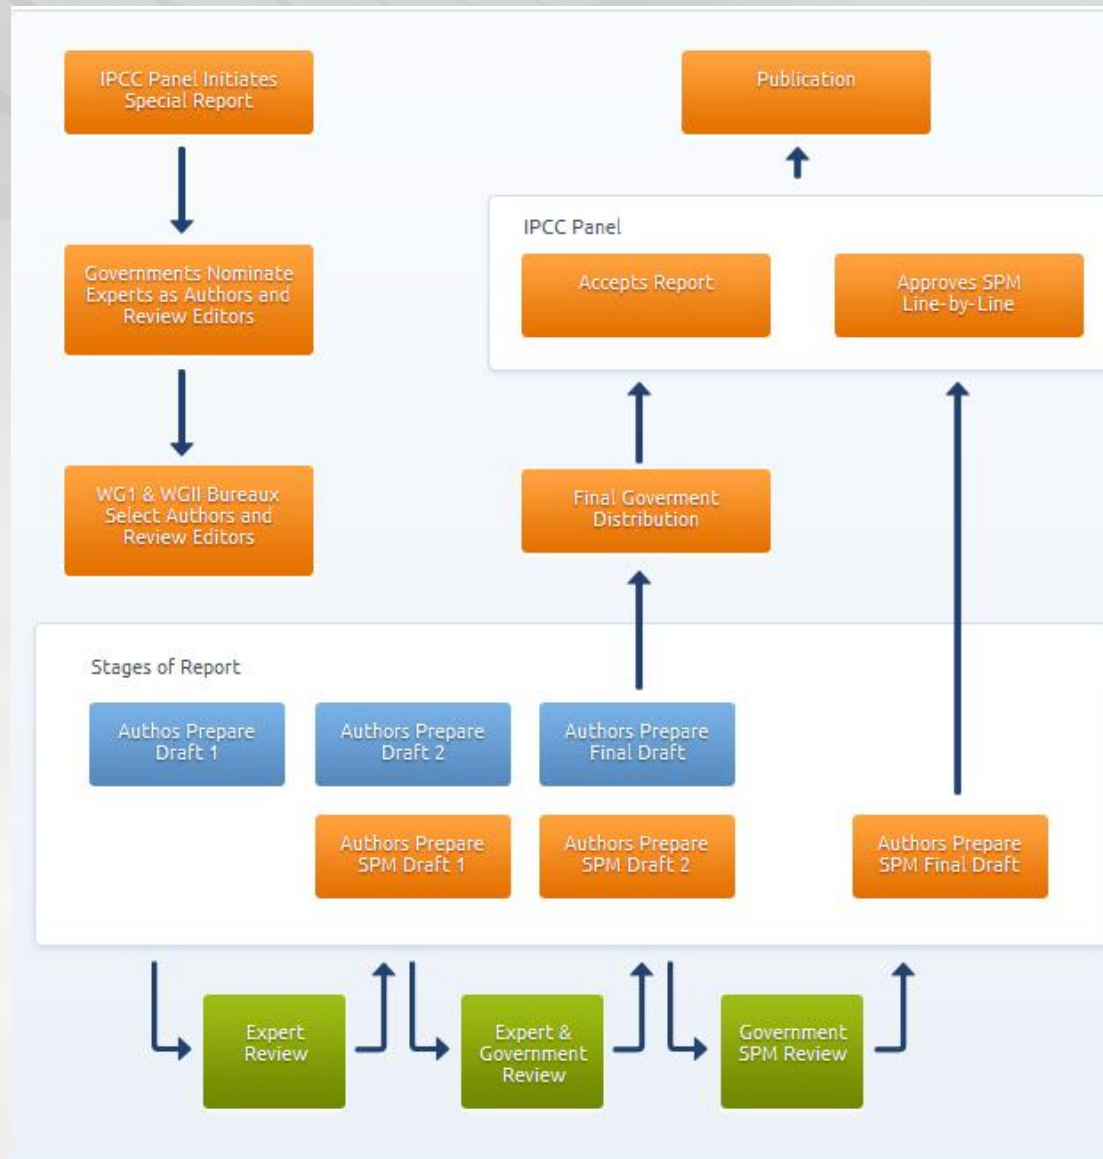 IPCC Panel Initiates
Special Report
Governments Nominate
Experts as Authors and
Review Editors
WG1 & WGII Bureaux
Select Authors and
Review Editors
Publication
IPCC Panel
Accepts Report
Approves SPM
Line-by-Line
Final Goverment
Distribution
Stages of Report
Authos Prepare
Draft 1
Authors Prepare
Draft 2
Authors Prepare
Final Draft
Authors Prepare
SPM Draft 1
Authors Prepare
SPM Draft 2
Authors Prepare
SPM Final Draft
Expert
Review
Expert &
Government
Review
Government
SPM Review